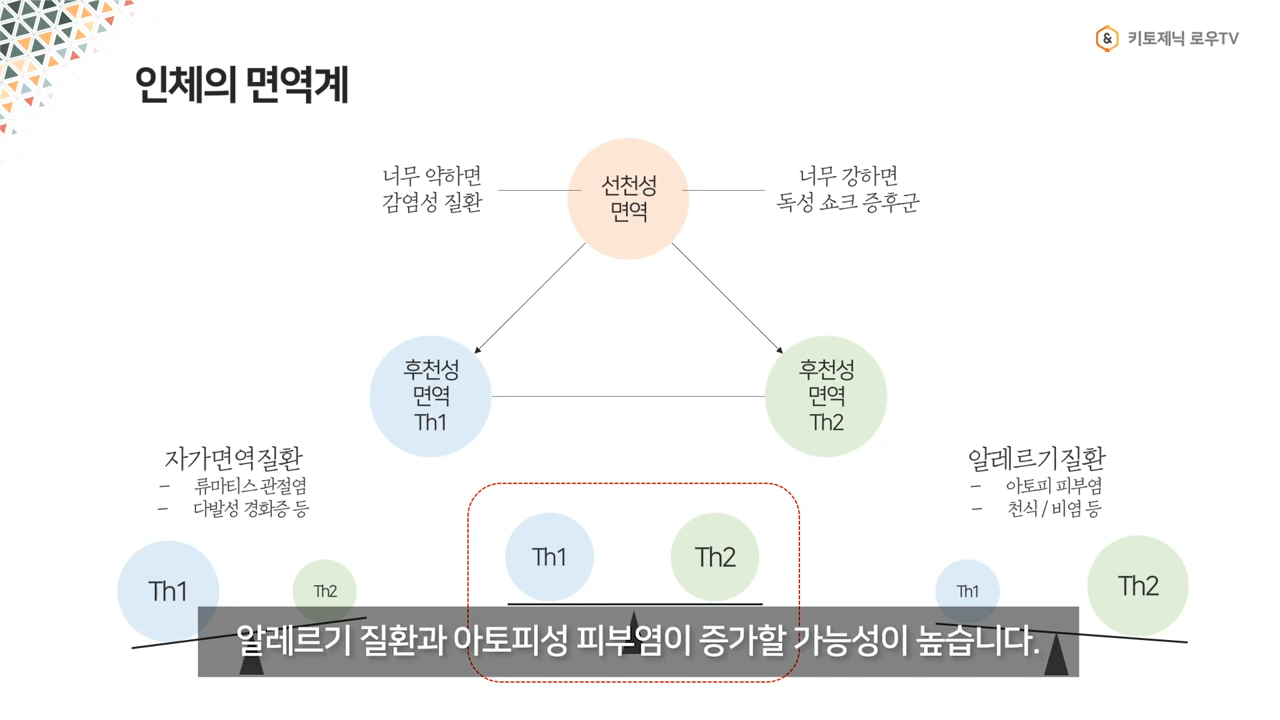 & 키토제닉 로우TV
인체의 면역계
너무 약하면
감염성 질환
선천성
면역
너무 강하면
독성 쇼크 증후군
후천성
면역
Th1
후천성
면역
Th2
자가면역질환
– 류마티스 관절염
– 다발성 경화증 등
알레르기질환
– 아토피 피부염
– 천식 / 비염 등
Th1
Th2
Th1
Th2
Th1
Th2
알레르기 질환과 아토피성 피부염이 증가할 가능성이 높습니다.